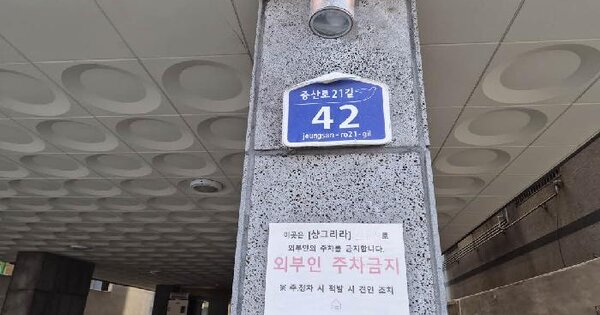 증산로21길
42
jeungsan-ro21-gil
이곳은 [샹그리라]
외부인의 주차를 금지합니다.
외부인 주차금지
※ 주정차 시 적발 시 견인 조치